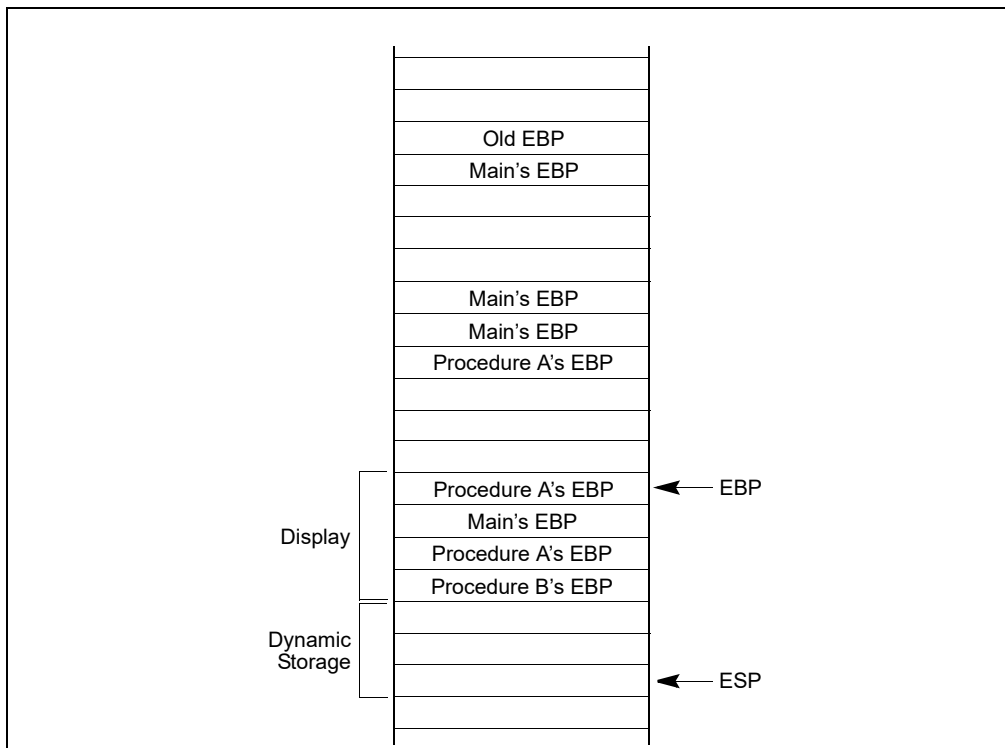 Old EBP
Main’s EBP
Main’s EBP
Main’s EBP
Procedure A’s EBP
Procedure A’s EBP
EBP
Main’s EBP
Display
Procedure A’s EBP
Procedure B’s EBP
Dynamic
Storage
ESP